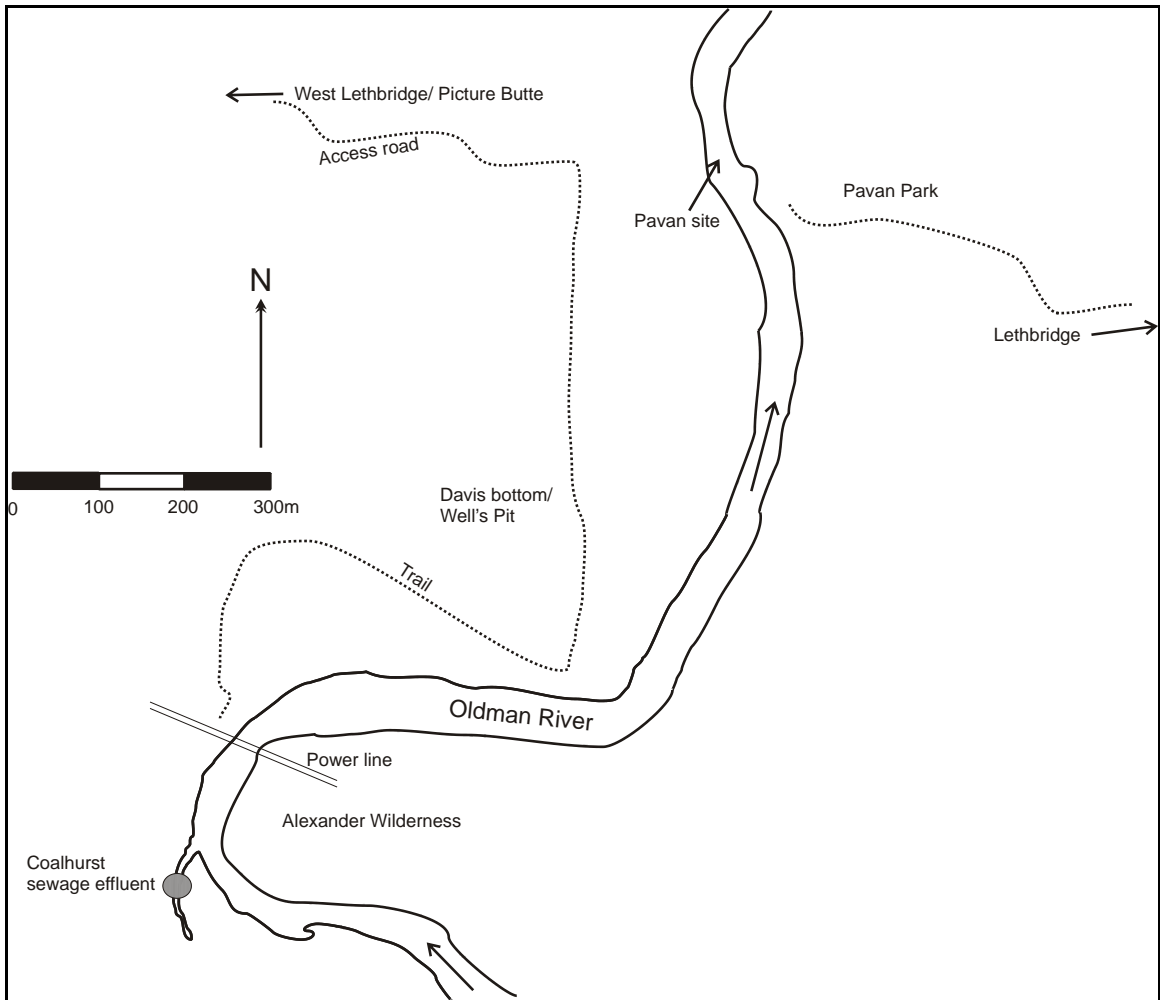 West Lethbridge/ Picture Butte
Access road
Pavan Park
Pavan site
N
Lethbridge
0 100 200 300m
Davis bottom/
Well's Pit
Trail
Oldman River
Power line
Alexander Wilderness
Coalhurst
sewage effluent